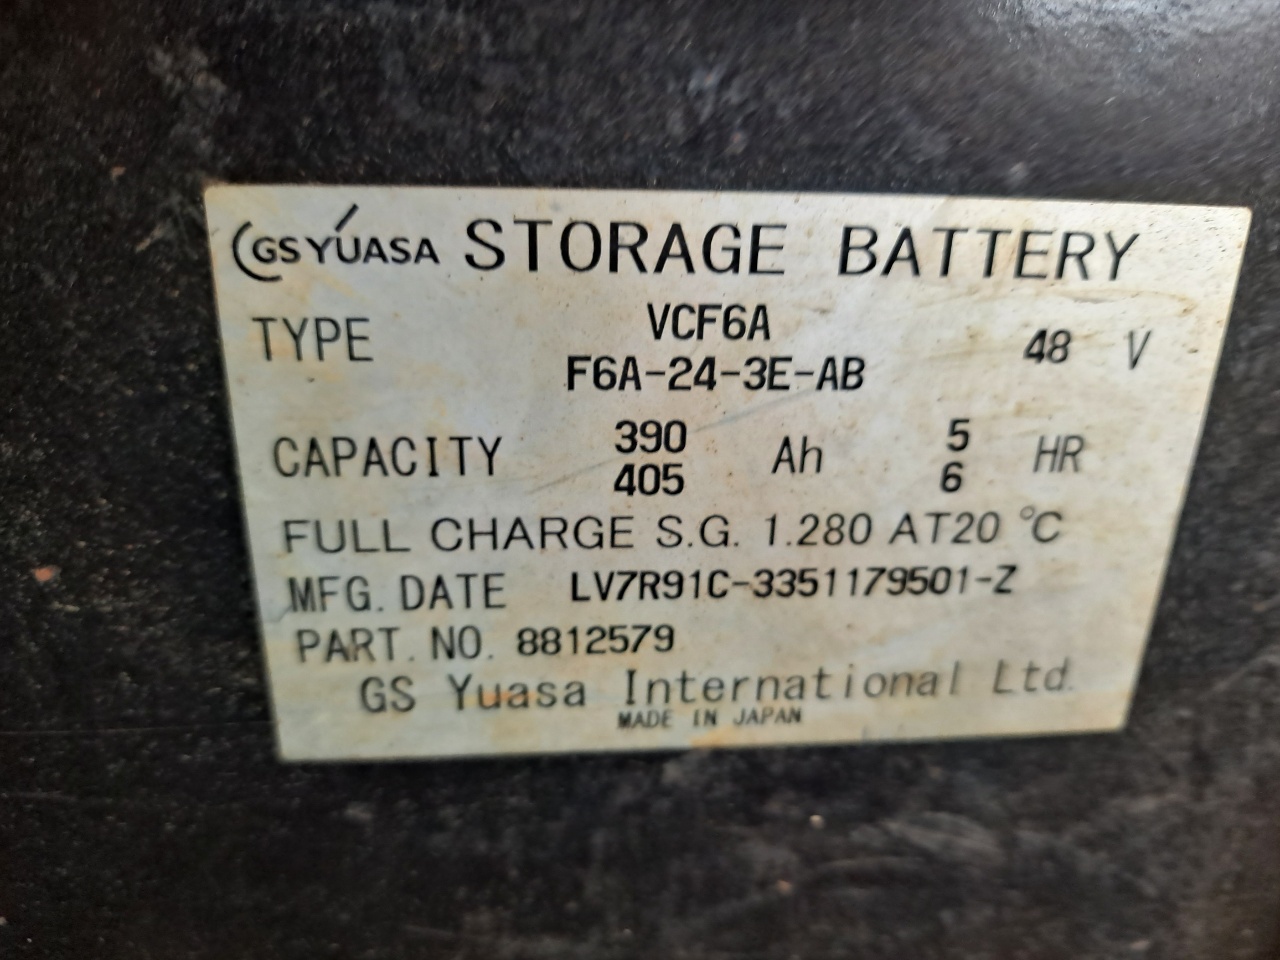 GS YUASA STORAGE BATTERY
TYPE VCF6A 48 V
F6A-24-3E-AB
CAPACITY 390 Ah 5 HR
405 6
FULL CHARGE S.G. 1.280 AT20 °C
MFG. DATE LV7R91C-3351179501-Z
PART. NO. 8812579
GS Yuasa International Ltd.
MADE IN JAPAN